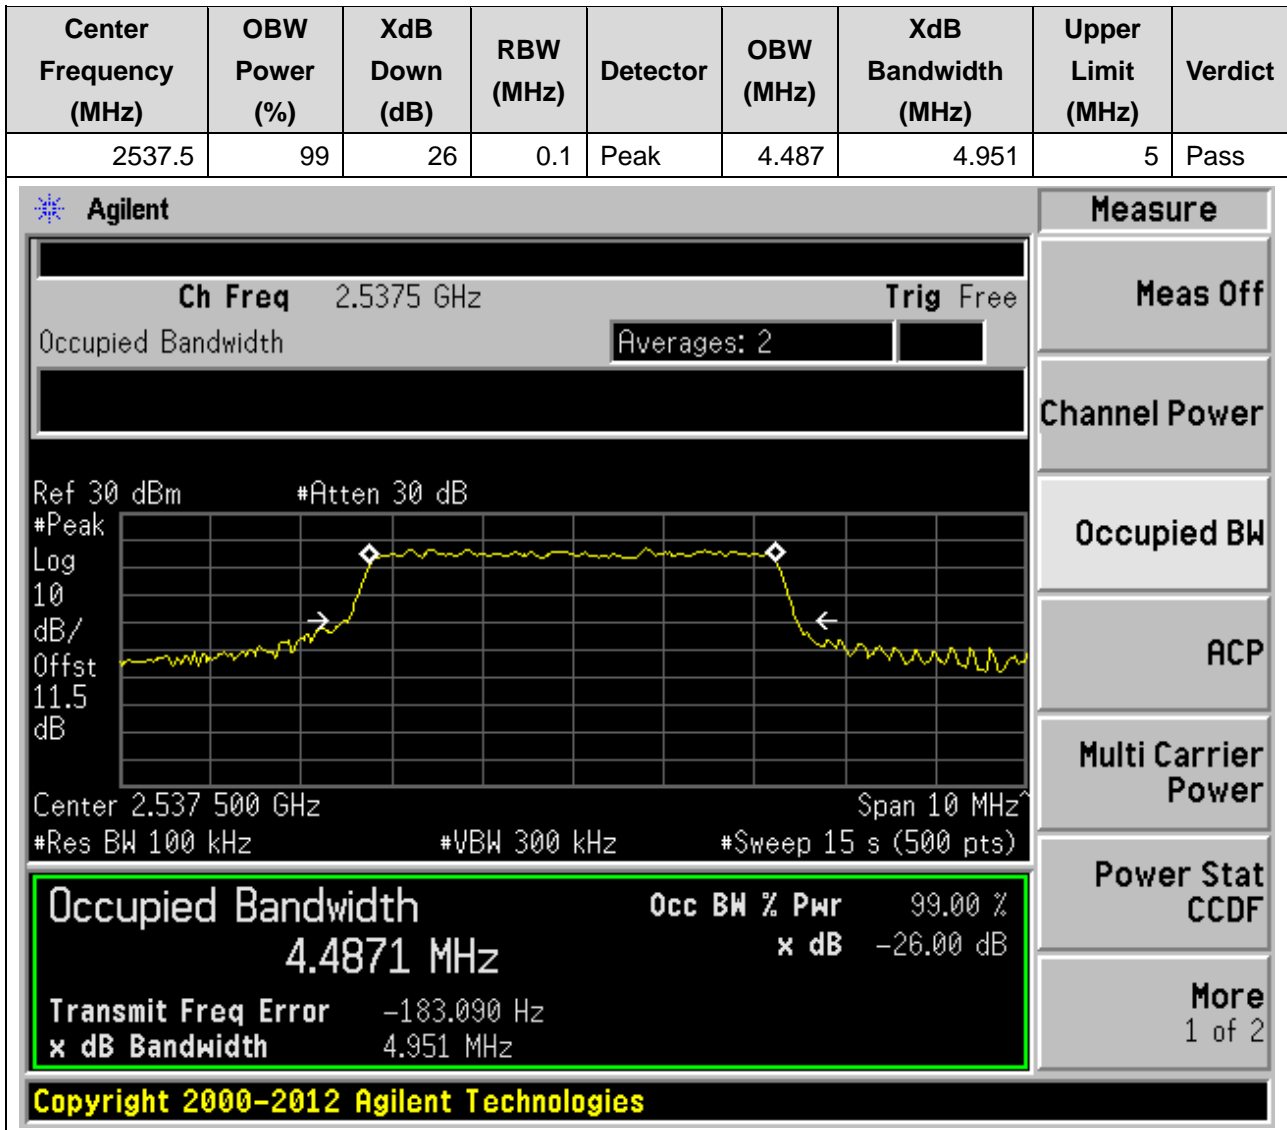 Center Frequency (MHz) OBW Power (%) XdB Down (dB) RBW (MHz) Detector OBW (MHz) XdB Bandwidth (MHz) Upper Limit (MHz) Verdict
2537.5 99 26 0.1 Peak 4.487 4.951 5 Pass
Agilent
Measure
Ch Freq 2.5375 GHz Trig Free
Meas Off
Occupied Bandwidth Averages: 2
Channel Power
Ref 30 dBm #Atten 30 dB
#Peak
Log
10
dB/
Offst
11.5
dB
Occupied BW
ACP
Multi Carrier
Power
Center 2.537 500 GHz Span 10 MHz^
#Res BW 100 kHz #VBW 300 kHz #Sweep 15 s (500 pts)
Power Stat
CCDF
Occupied Bandwidth Occ BW % Pwr 99.00 %
4.4871 MHz x dB -26.00 dB
Transmit Freq Error -183.090 Hz
x dB Bandwidth 4.951 MHz
More
1 of 2
Copyright 2000-2012 Agilent Technologies